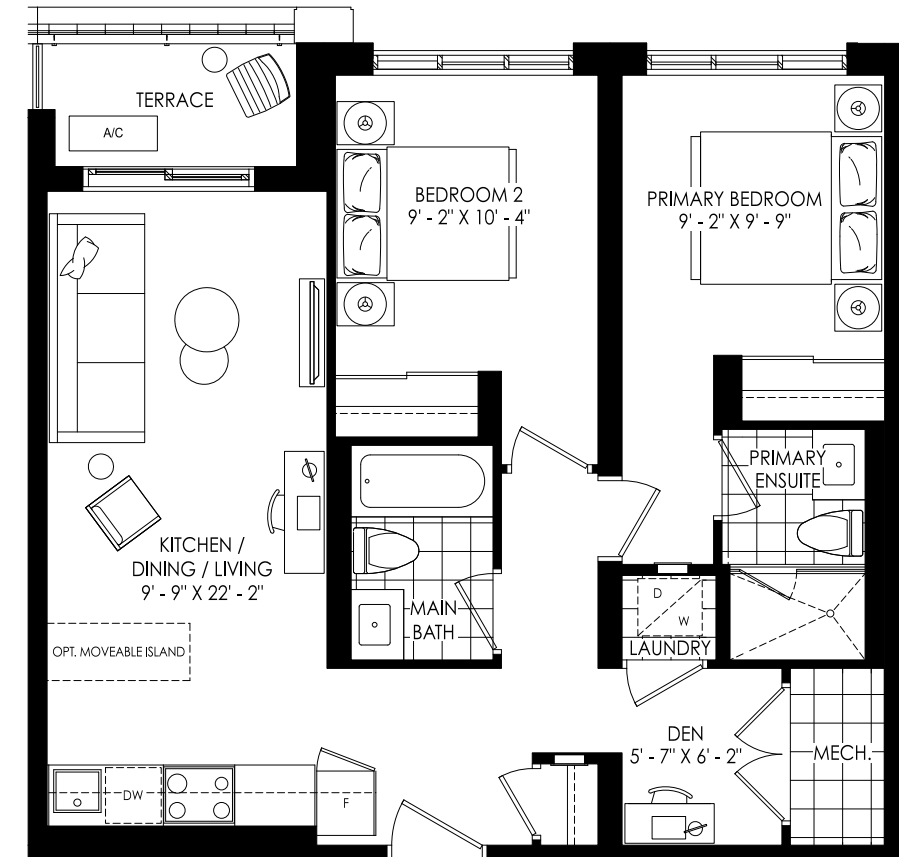 TERRACE
A/C
BEDROOM 2
9' - 2" X 10' - 4"
PRIMARY BEDROOM
9' - 2" X 9' - 9"
PRIMARY
ENSUITE
KITCHEN /
DINING / LIVING
9' - 9" X 22' - 2"
MAIN
BATH
D
W
LAUNDRY
OPT. MOVEABLE ISLAND
DEN
5' - 7" X 6' - 2"
MECH.
DW
F